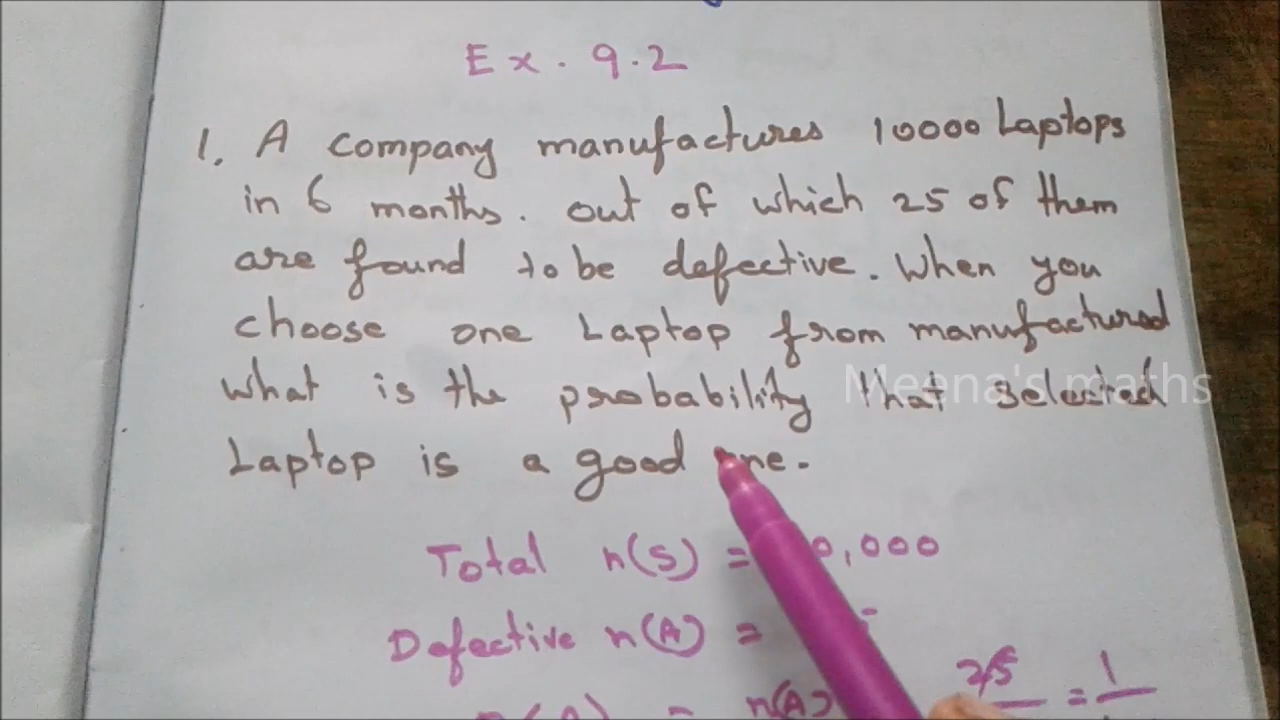 Ex. 9.2
1. A company manufactures 10000 Laptops
in 6 months. out of which 25 of them
are found to be defective. When you
choose one Laptop from manufactured
what is the probability that selected
Meena's maths
Laptop is a good one.
Total n(S) = 0,000
Defective n(A) =
= n(A) 25 = 1